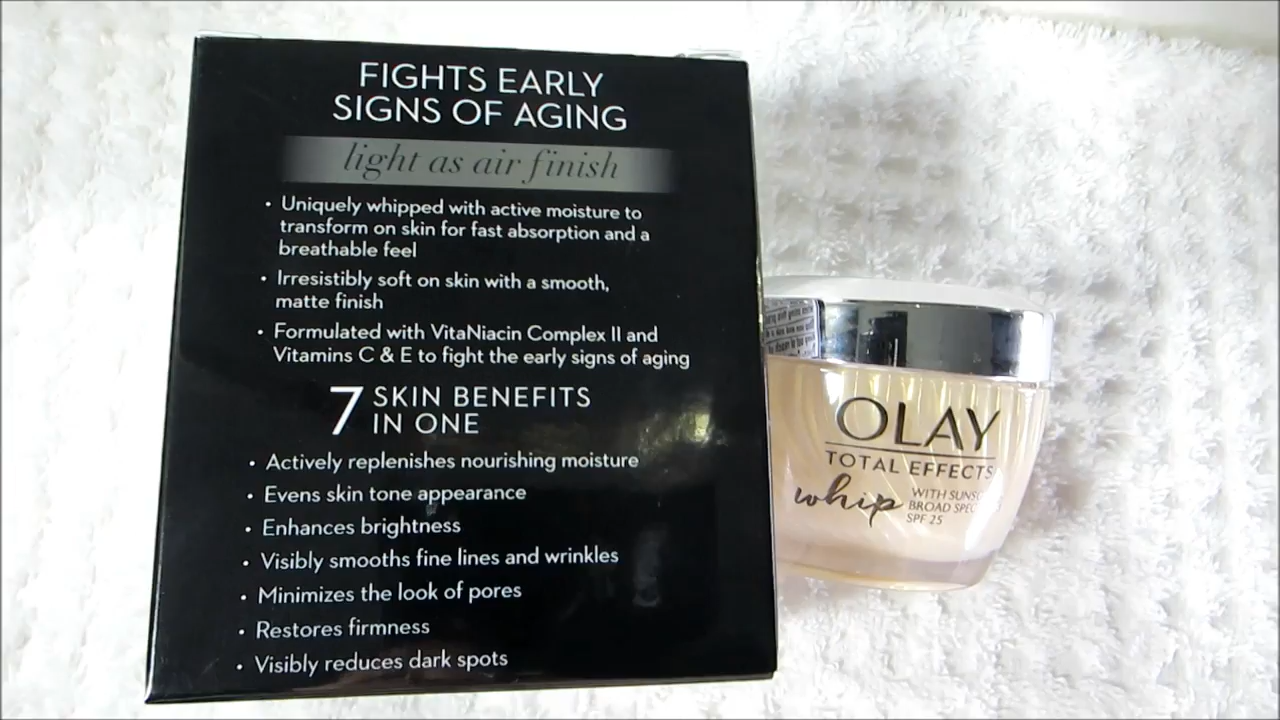 FIGHTS EARLY
SIGNS OF AGING
light as air finish
• Uniquely whipped with active moisture to
transform on skin for fast absorption and a
breathable feel
• Irresistibly soft on skin with a smooth,
matte finish
• Formulated with VitaNiacin Complex II and
Vitamins C & E to fight the early signs of aging
7 SKIN BENEFITS
IN ONE
• Actively replenishes nourishing moisture
• Evens skin tone appearance
• Enhances brightness
• Visibly smooths fine lines and wrinkles
• Minimizes the look of pores
• Restores firmness
• Visibly reduces dark spots
OLAY
TOTAL EFFECTS
whip
WITH
BROAD
SPF 25